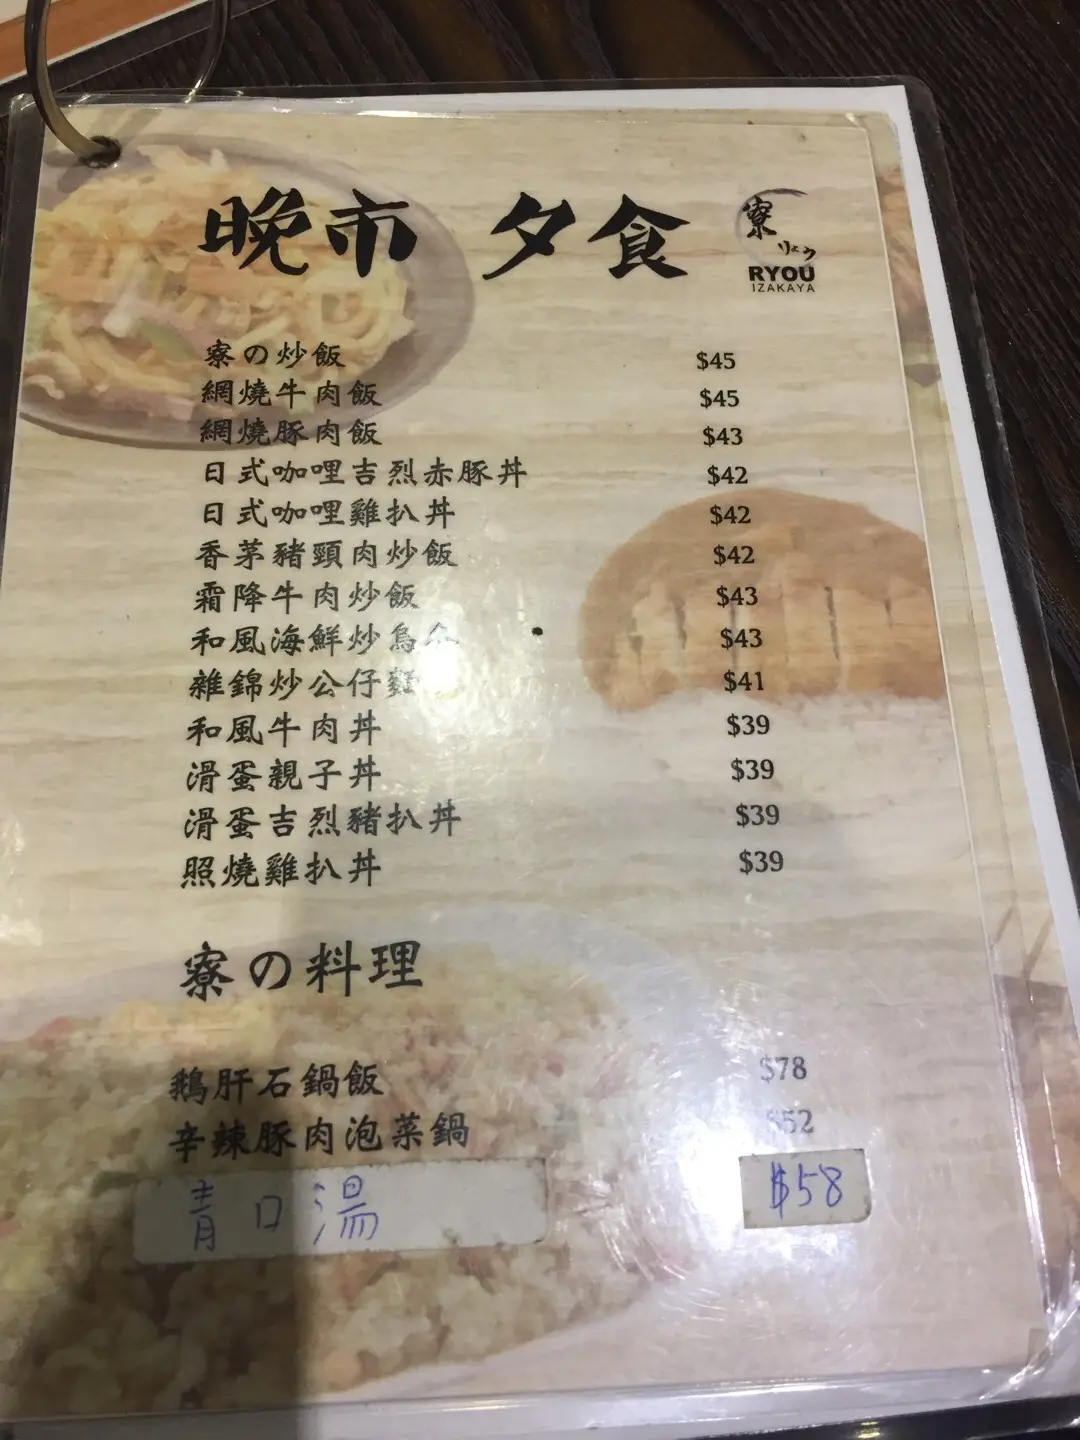 晚市 夕食
寮
りょう
RYOU
IZAKAYA
寮の炒飯 $45
網燒牛肉飯 $45
網燒豚肉飯 $43
日式咖哩吉烈赤豚丼 $42
日式咖哩雞扒丼 $42
香茅豬頸肉炒飯 $42
霜降牛肉炒飯 $43
和風海鮮炒烏冬 $43
雜錦炒公仔麵 $41
和風牛肉丼 $39
滑蛋親子丼 $39
滑蛋吉烈豬扒丼 $39
照燒雞扒丼 $39
寮の料理
鵝肝石鍋飯 $78
辛辣豚肉泡菜鍋 $52
青口湯 $58